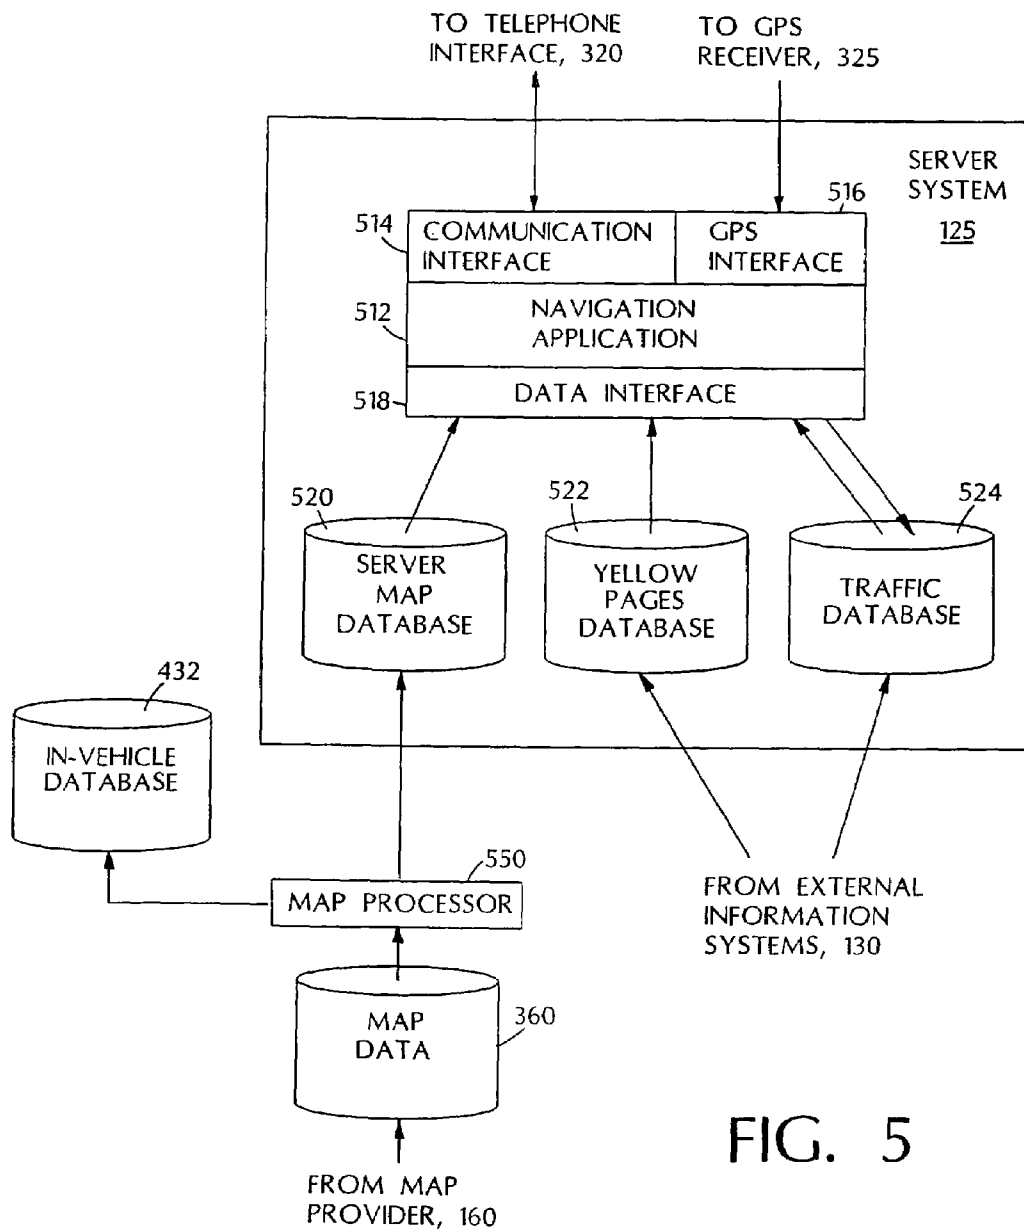 TO TELEPHONE
INTERFACE, 320
TO GPS
RECEIVER, 325
SERVER
SYSTEM
125
514
COMMUNICATION
INTERFACE
516
GPS
INTERFACE
512
NAVIGATION
APPLICATION
518
DATA INTERFACE
520
SERVER
MAP
DATABASE
522
YELLOW
PAGES
DATABASE
524
TRAFFIC
DATABASE
432
IN-VEHICLE
DATABASE
550
MAP PROCESSOR
FROM EXTERNAL
INFORMATION
SYSTEMS, 130
360
MAP
DATA
FROM MAP
PROVIDER, 160
FIG. 5